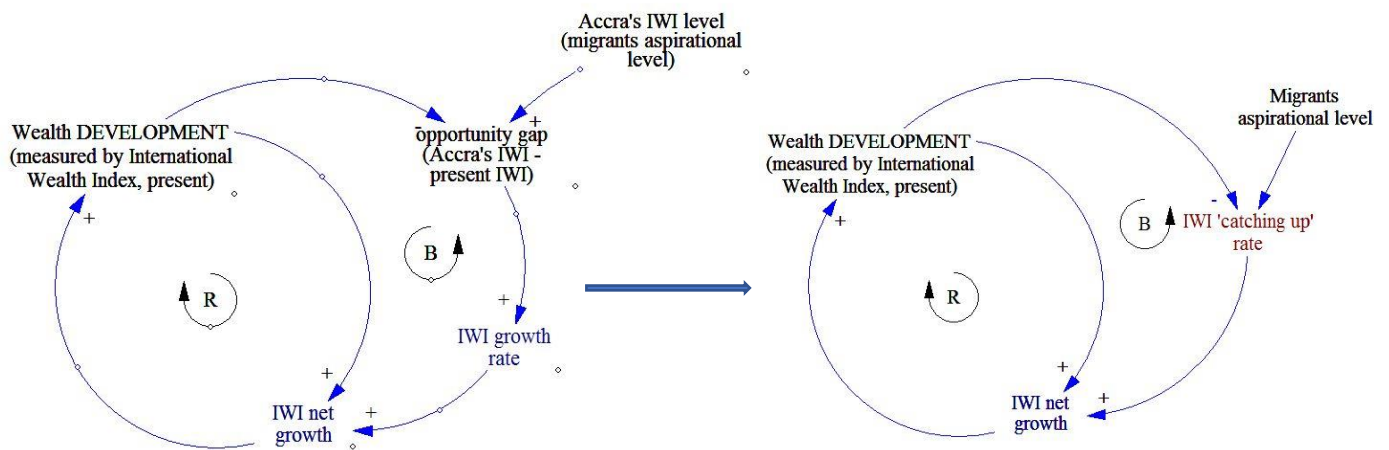 Accra's IWI level
(migrants aspirational
level)
+
Wealth DEVELOPMENT
(measured by International
Wealth Index, present)
+
-
opportunity gap
(Accra's IWI -
present IWI)
B
R
+
IWI growth
rate
+
+
IWI net
growth
Migrants
aspirational level
Wealth DEVELOPMENT
(measured by International
Wealth Index, present)
+
-
IWI 'catching up'
rate
B
R
+
+
IWI net
growth